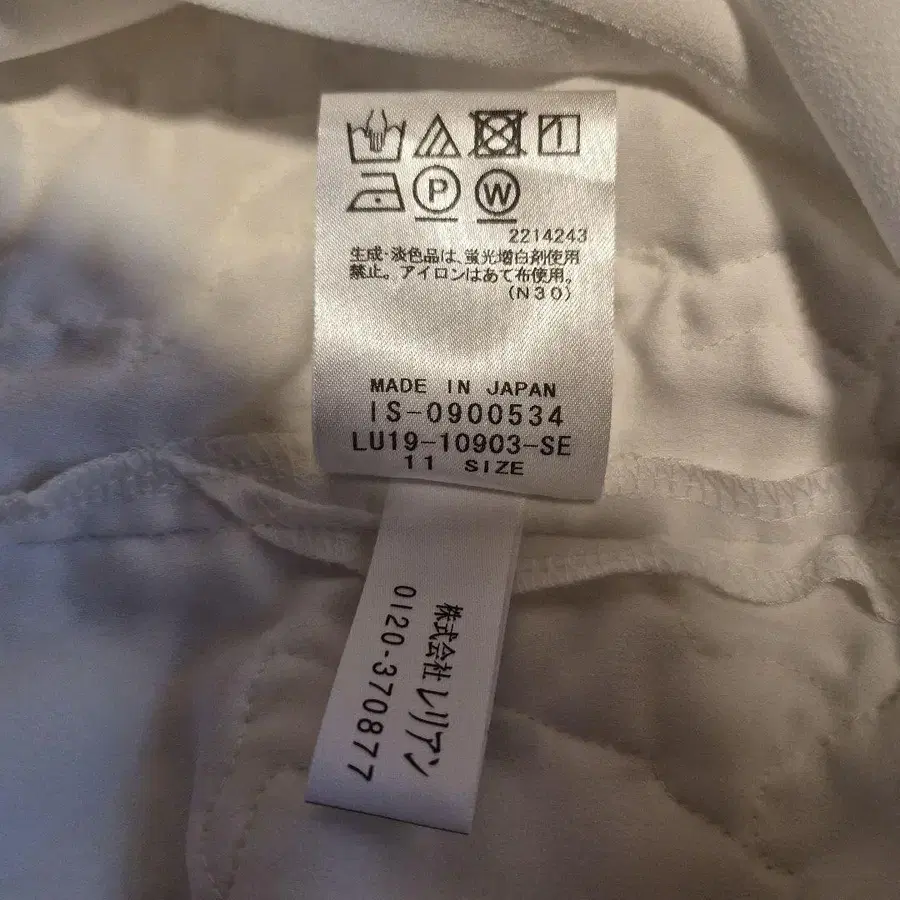 P W
2214243
生成・淡色品は、蛍光増白剤使用
禁止。アイロンはあて布使用。
(N30)
MADE IN JAPAN
IS-0900534
LU19-10903-SE
11 SIZE
株式会社レリアン
0120-370877